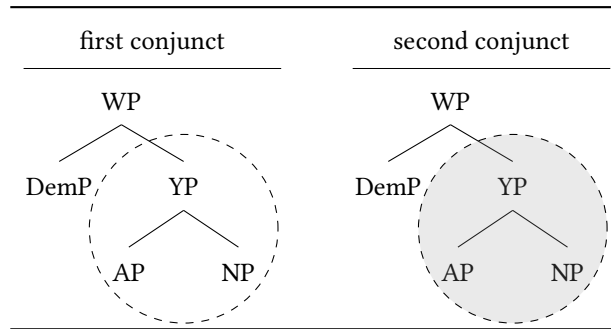 first conjunct second conjunct
WP WP
DemP YP DemP YP
AP NP AP NP